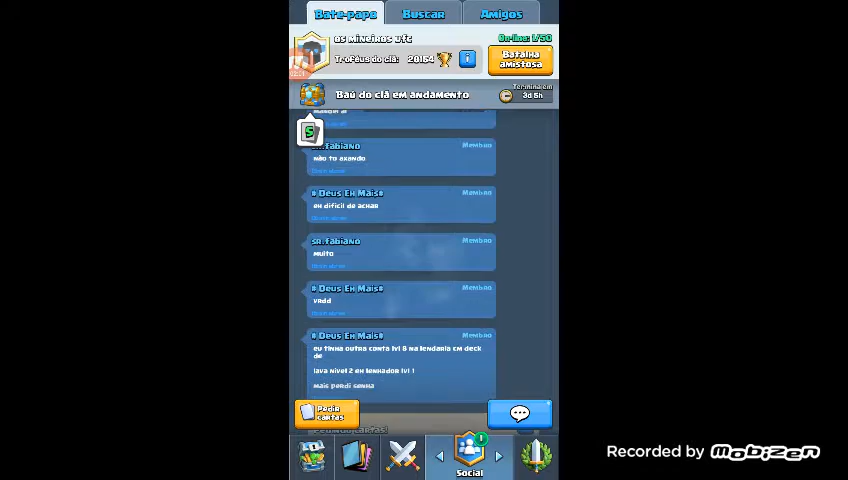 Bate-papo
Buscar
Amigos
os mineiros vfc
On-line: 1/50
Troféus do clã: 20164
Batalha
amistosa
Baú do clã em andamento
Termina em
3d 5h
sr.fabiano
Membro
não to axando
# Deus Eh Mais#
Membro
eh dificil de achar
sr.fabiano
Membro
muito
# Deus Eh Mais#
Membro
vrdd
# Deus Eh Mais#
Membro
eu tinha outra conta lvl 8 na lendaria cm deck
de
lava nivel 2 eh lenhador lvl 1
mais perdi senha
Pedir
cartas
Social
Recorded by Mobizen